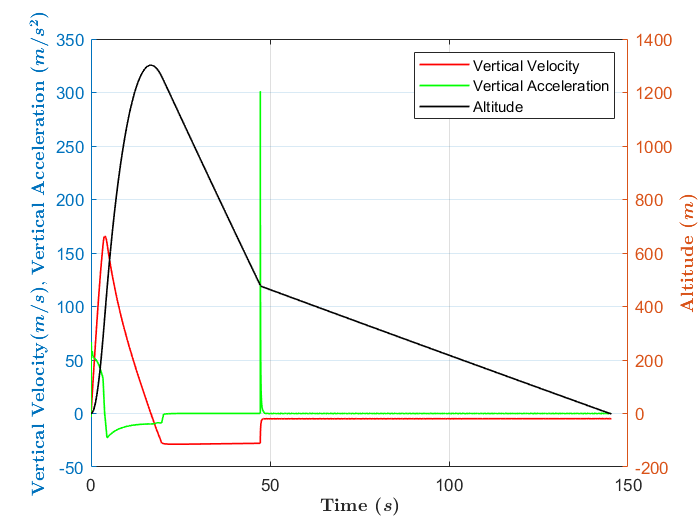 Vertical Velocity(m/s), Vertical Acceleration (m/s²)
350
300
250
200
150
100
50
0
-50
1400
1200
1000
800
600
400
200
0
-200
Altitude (m)
Vertical Velocity
Vertical Acceleration
Altitude
0 50 100 150
Time (s)